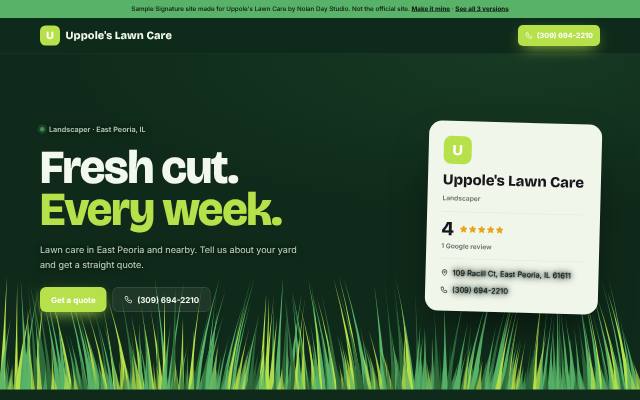 Sample Signature site made for Uppole's Lawn Care by Nolan Day Studio. Not the official site. Make it mine · See all 3 versions
U Uppole's Lawn Care
(309) 694-2210
Landscaper · East Peoria, IL
Fresh cut.
Every week.
Lawn care in East Peoria and nearby. Tell us about your yard
and get a straight quote.
Get a quote
(309) 694-2210
U
Uppole's Lawn Care
Landscaper
4
1 Google review
109 Racill Ct, East Peoria, IL 61611
(309) 694-2210